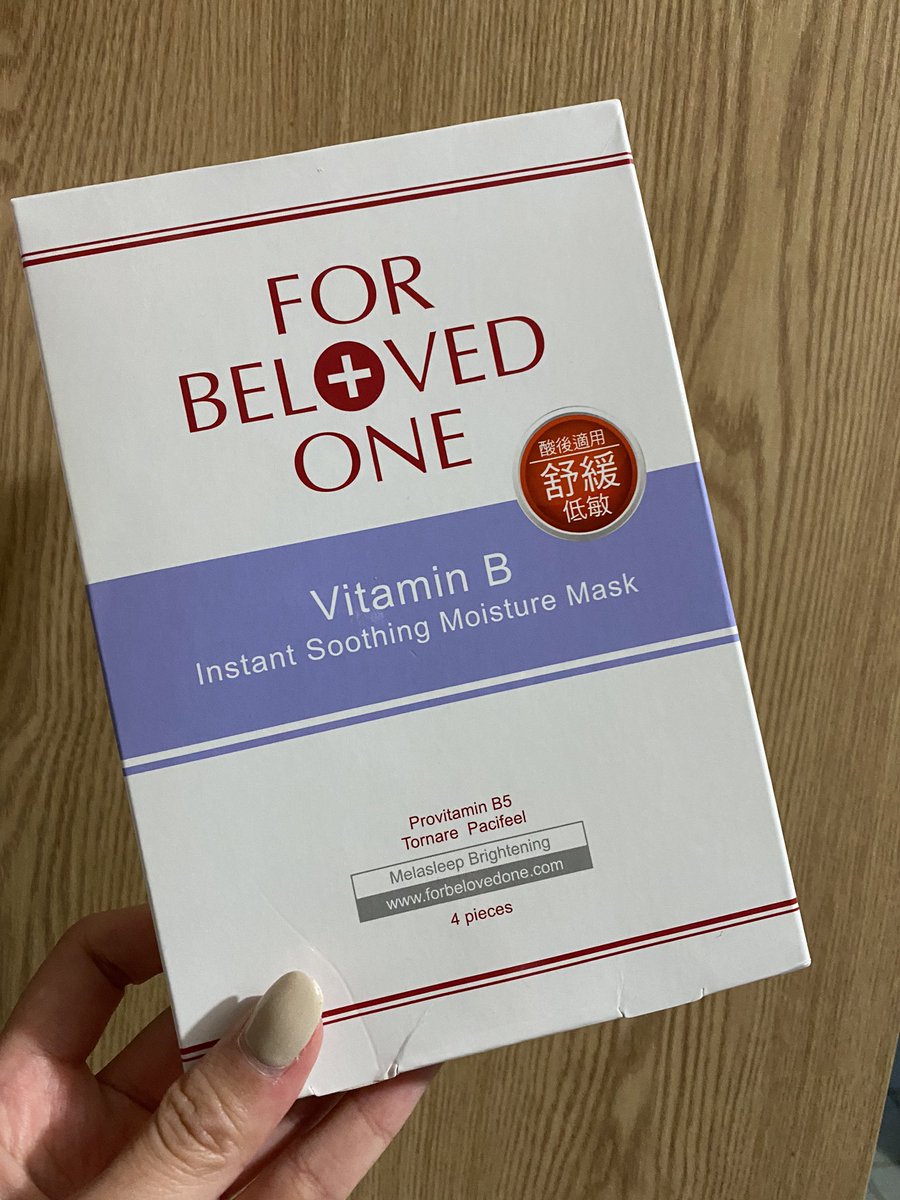 FOR
BELOVED
ONE
酸後適用
舒緩
低敏
Vitamin B
Instant Soothing Moisture Mask
Provitamin B5
Tornare Pacifeel
Melasleep Brightening
www.forbelovedone.com
4 pieces